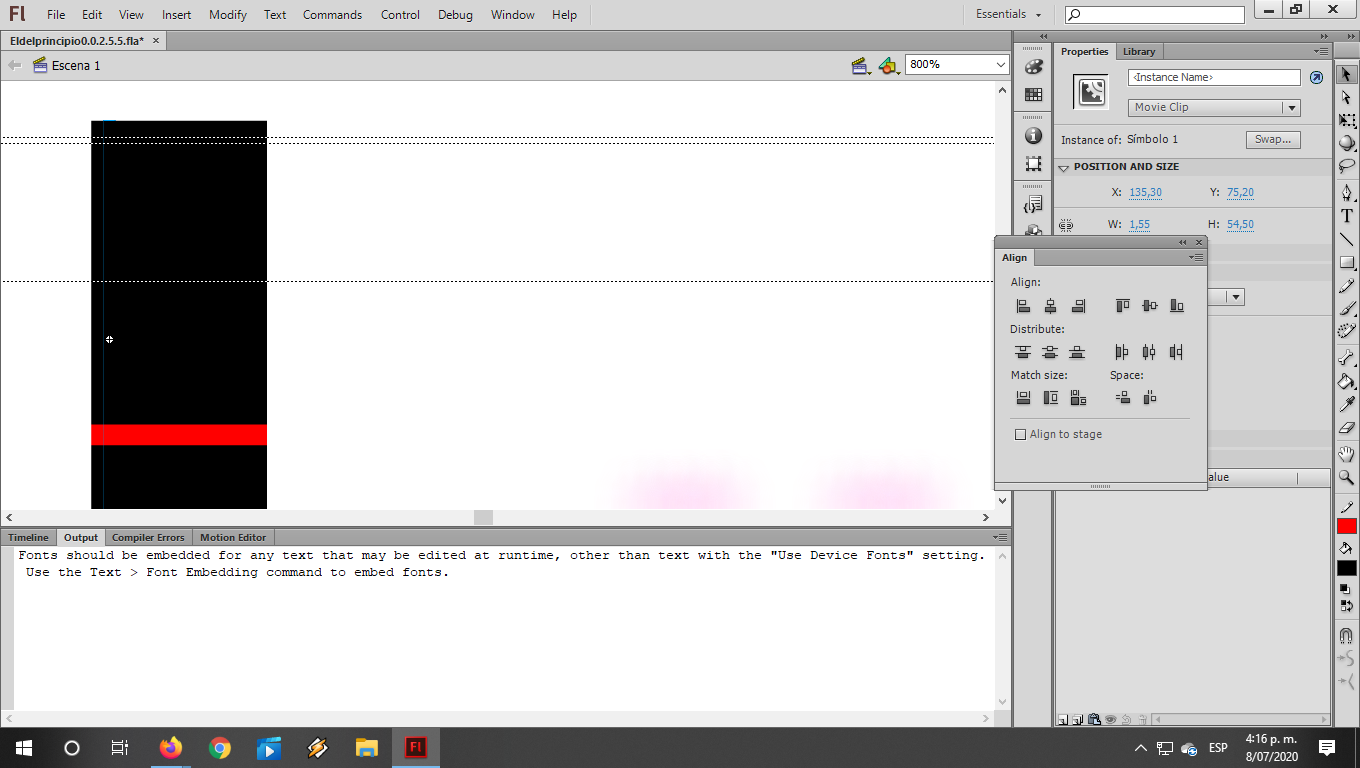 Fl File Edit View Insert Modify Text Commands Control Debug Window Help Essentials
Eldelprincipio0.0.2.5.5.fla* ×
Escena 1 800%
Properties Library
<Instance Name>
Movie Clip
Instance of: Símbolo 1 Swap...
POSITION AND SIZE
X: 135,30 Y: 75,20
W: 1,55 H: 54,50
Align
Align:
Distribute:
Match size: Space:
Align to stage
alue
Timeline Output Compiler Errors Motion Editor
Fonts should be embedded for any text that may be edited at runtime, other than text with the "Use Device Fonts" setting.
Use the Text > Font Embedding command to embed fonts.
T
Fl
ESP
4:16 p. m.
8/07/2020